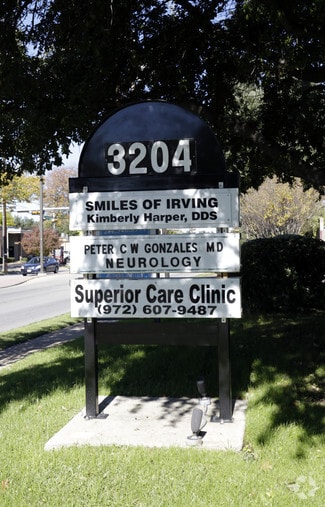 3204
SMILES OF IRVING
Kimberly Harper, DDS
PETER C W GONZALES MD
NEUROLOGY
Superior Care Clinic
(972) 607-9487